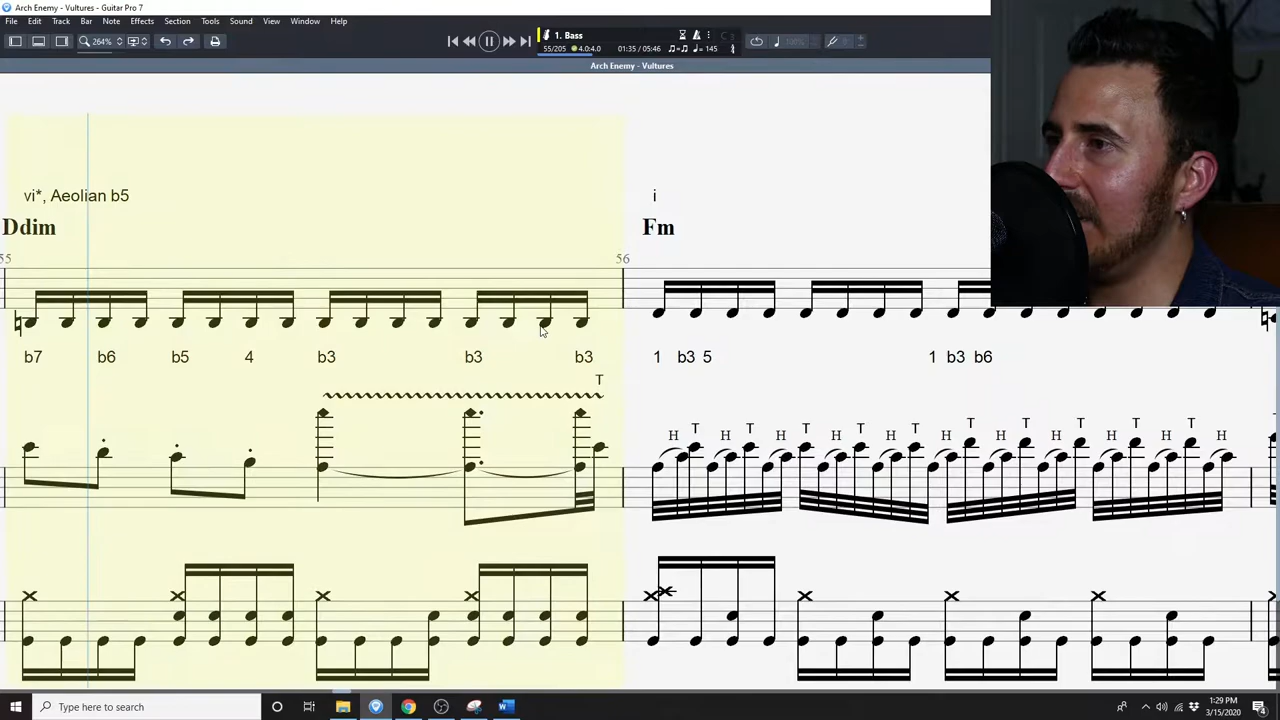 Arch Enemy - Vultures - Guitar Pro 7
File Edit Track Bar Note Effects Section Tools Sound View Window Help
264% 1. Bass
55/205 4.0:4.0 01:35 / 05:46 = 145 100%
Arch Enemy - Vultures
vi*, Aeolian b5 i
Ddim Fm
55 56
b7 b6 b5 4 b3 b3 b3 1 b3 5 1 b3 b6
T
H T H T H T H T H T H T H T H T H T H T H
Type here to search 1:29 PM
3/15/2020 4